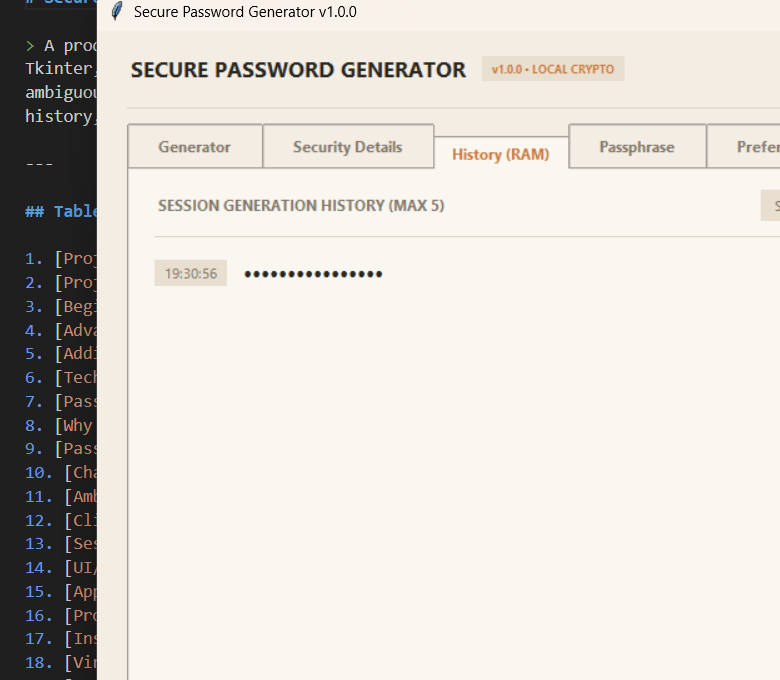 # Secure
Secure Password Generator v1.0.0
> A prod
Tkinter,
ambiguou
history,
---
## Table
1. [Proj
2. [Proj
3. [Begi
4. [Adva
5. [Addi
6. [Tech
7. [Pass
8. [Why
9. [Pass
10. [Cha
11. [Amb
12. [Cli
13. [Ses
14. [UI/
15. [App
16. [Pro
17. [Ins
18. [Vir
SECURE PASSWORD GENERATOR
v1.0.0 • LOCAL CRYPTO
Generator Security Details History (RAM) Passphrase Prefer
SESSION GENERATION HISTORY (MAX 5)
S
19:30:56 ••••••••••••••••